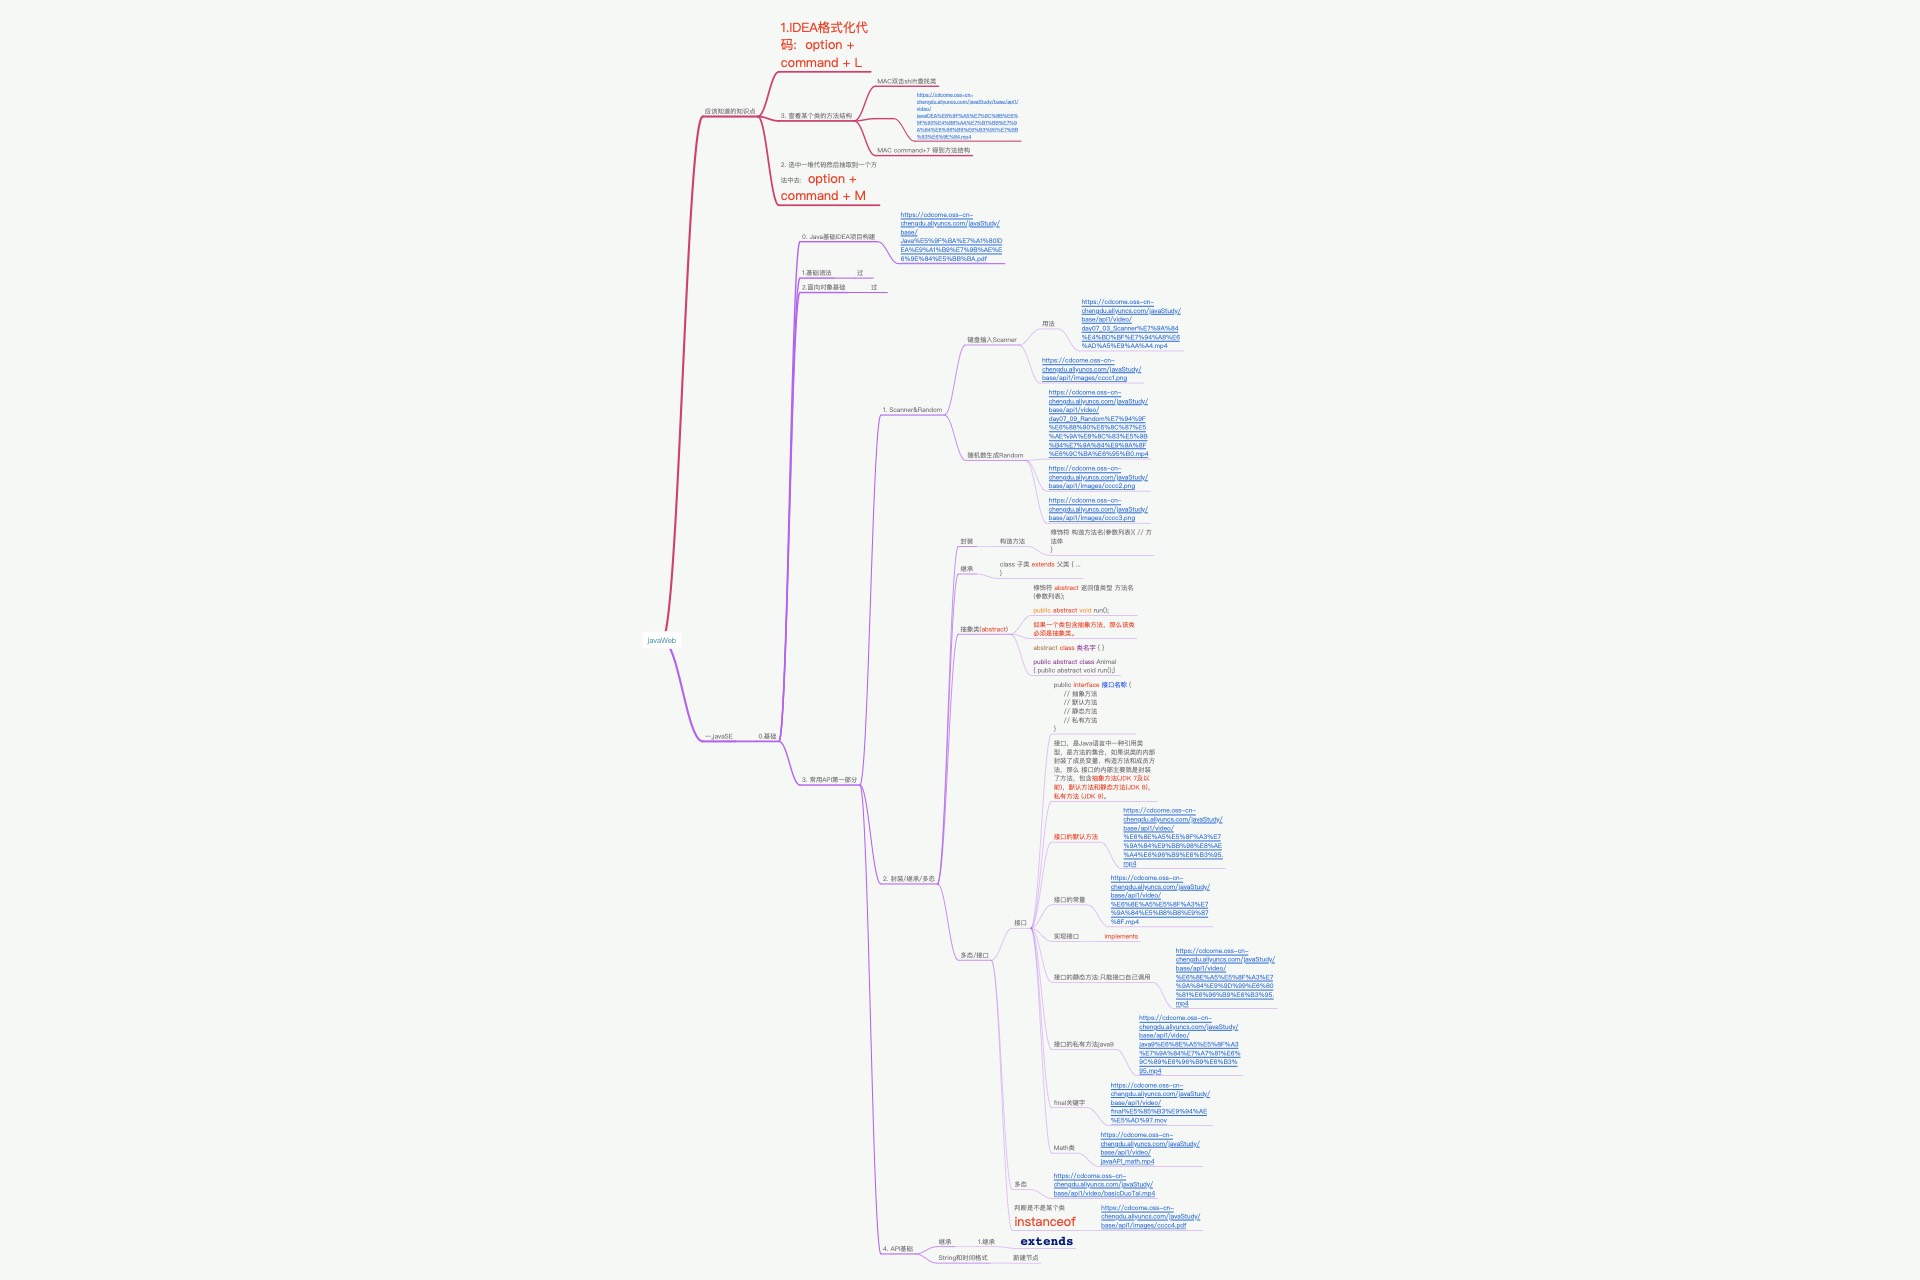 1.IDEA格式化代
码：option +
command + L
MAC双击shift查找类
https://cdcome.oss-cn-
chengdu.aliyuncs.com/javaStudy/base/api1/
video/
3. 查看某个类的方法结构
应该知道的知识点
MAC command+7 得到方法结构
2. 选中一堆代码然后抽取到一个方
法中去：option +
command + M
https://cdcome.oss-cn-
chengdu.aliyuncs.com/javaStudy/
base/
Java%E5%9F%BA%E7%A1%80ID
EA%E9%A1%B9%E7%9B%AE%E
6%9E%84%E5%BB%BA.pdf
0. Java基础IDEA项目构建
1.基础语法 过
2.面向对象基础 过
https://cdcome.oss-cn-
chengdu.aliyuncs.com/javaStudy/
base/api1/video/
day07_03_Scanner%E7%9A%84
%E4%BD%BF%E7%94%A8%E6
%AD%A5%E9%AA%A4.mp4
用法
键盘输入Scanner
https://cdcome.oss-cn-
chengdu.aliyuncs.com/javaStudy/
base/api1/images/cccc1.png
1. Scanner&Random
https://cdcome.oss-cn-
chengdu.aliyuncs.com/javaStudy/
base/api1/video/
day07_09_Random%E7%94%9F
%E6%88%90%E6%8C%87%E5
%AE%9A%E8%8C%83%E5%9B
%B4%E7%9A%84%E9%9A%8F
%E6%9C%BA%E6%95%B0.mp4
随机数生成Random
https://cdcome.oss-cn-
chengdu.aliyuncs.com/javaStudy/
base/api1/images/cccc2.png
https://cdcome.oss-cn-
chengdu.aliyuncs.com/javaStudy/
base/api1/images/cccc3.png
封装 构造方法
修饰符 构造方法名(参数列表){ // 方
法体
}
继承
class 子类 extends 父类 { ...
}
修饰符 abstract 返回值类型 方法名
(参数列表);
public abstract void run();
抽象类(abstract)
如果一个类包含抽象方法，那么该类
必须是抽象类。
abstract class 类名字 { }
public abstract class Animal
{ public abstract void run();}
javaWeb
public interface 接口名称 {
// 抽象方法
// 默认方法
// 静态方法
// 私有方法
}
一.javaSE 0.基础
接口，是Java语言中一种引用类
型，是方法的集合，如果说类的内部
封装了成员变量、构造方法和成员方
法，那么 接口的内部主要就是封装
了方法，包含抽象方法(JDK 7及以
前)，默认方法和静态方法(JDK 8)，
私有方法 (JDK 9)。
3. 常用API第一部分
https://cdcome.oss-cn-
chengdu.aliyuncs.com/javaStudy/
base/api1/video/
%E6%8E%A5%E5%8F%A3%E7
%9A%84%E9%BB%98%E8%AE
%A4%E6%96%B9%E6%B3%95.
mp4
接口的默认方法
2. 封装/继承/多态
https://cdcome.oss-cn-
chengdu.aliyuncs.com/javaStudy/
base/api1/video/
%E6%8E%A5%E5%8F%A3%E7
%9A%84%E5%B8%B8%E9%87
%8F.mp4
接口的常量
接口
实现接口 implements
多态/接口
https://cdcome.oss-cn-
chengdu.aliyuncs.com/javaStudy/
base/api1/video/
%E6%8E%A5%E5%8F%A3%E7
%9A%84%E9%9D%99%E6%80
%81%E6%96%B9%E6%B3%95.
mp4
接口的静态方法:只能接口自己调用
https://cdcome.oss-cn-
chengdu.aliyuncs.com/javaStudy/
base/api1/video/
java9%E6%8E%A5%E5%8F%A3
%E7%9A%84%E7%A7%81%E6%
9C%89%E6%96%B9%E6%B3%
95.mp4
接口的私有方法java9
https://cdcome.oss-cn-
chengdu.aliyuncs.com/javaStudy/
base/api1/video/
final%E5%85%B3%E9%94%AE
%E5%AD%97.mov
final关键字
https://cdcome.oss-cn-
chengdu.aliyuncs.com/javaStudy/
base/api1/video/
javaAPI_math.mp4
Math类
多态
https://cdcome.oss-cn-
chengdu.aliyuncs.com/javaStudy/
base/api1/video/basicDuoTai.mp4
判断是不是某个类
instanceof
https://cdcome.oss-cn-
chengdu.aliyuncs.com/javaStudy/
base/api1/images/cccc4.pdf
4. API基础
继承 1.继承 extends
String和时间格式 新建节点